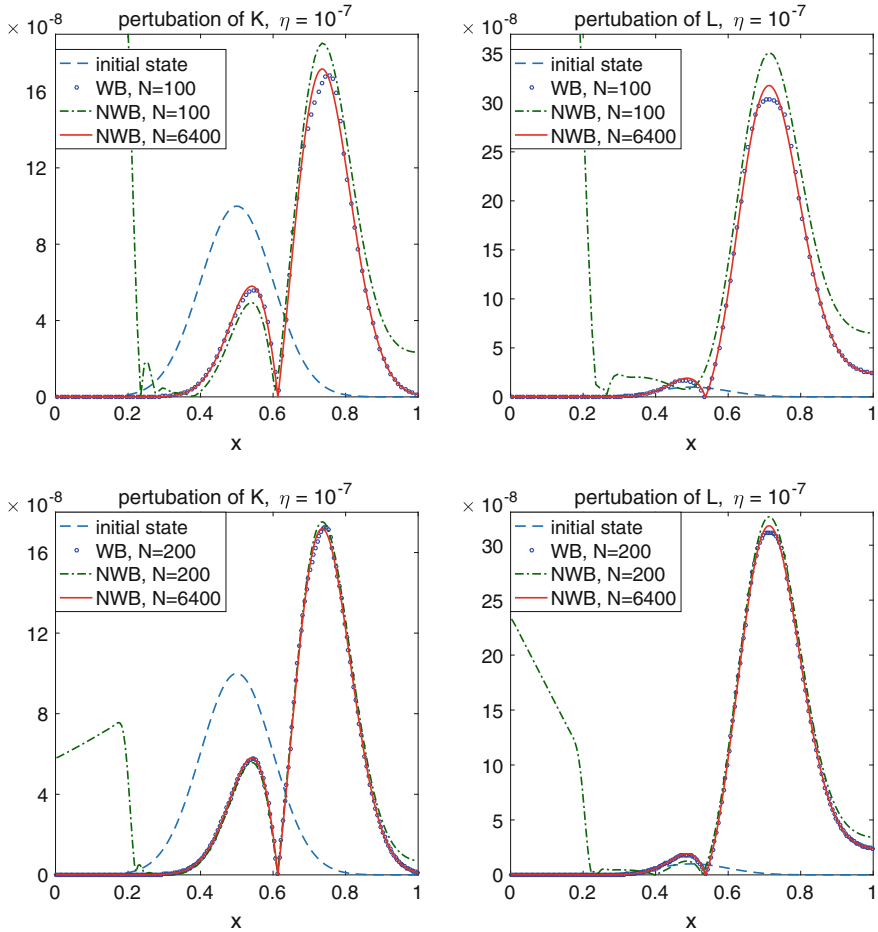 × 10-8
pertubation of K, η = 10-7
initial state
WB, N=100
NWB, N=100
NWB, N=6400
16
12
8
4
0
0 0.2 0.4 0.6 0.8 1
x
× 10-8
pertubation of L, η = 10-7
initial state
WB, N=100
NWB, N=100
NWB, N=6400
35
30
25
20
15
10
5
0
0 0.2 0.4 0.6 0.8 1
x
× 10-8
pertubation of K, η = 10-7
initial state
WB, N=200
NWB, N=200
NWB, N=6400
16
12
8
4
0
0 0.2 0.4 0.6 0.8 1
x
× 10-8
pertubation of L, η = 10-7
initial state
WB, N=200
NWB, N=200
NWB, N=6400
30
25
20
15
10
5
0
0 0.2 0.4 0.6 0.8 1
x